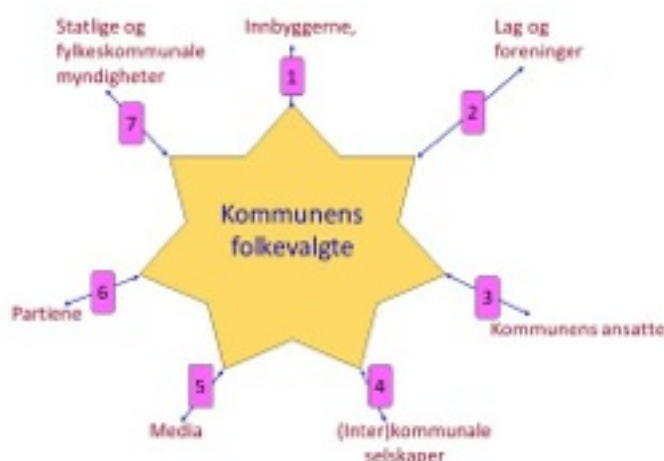 Statlige og
fylkeskommunale
myndigheter
Innbyggerne,
Lag og
foreninger
1
7
2
Kommunens
folkevalgte
6
Partiene
3
Kommunens ansatte
5
4
Media
(Inter)kommunale
selskaper